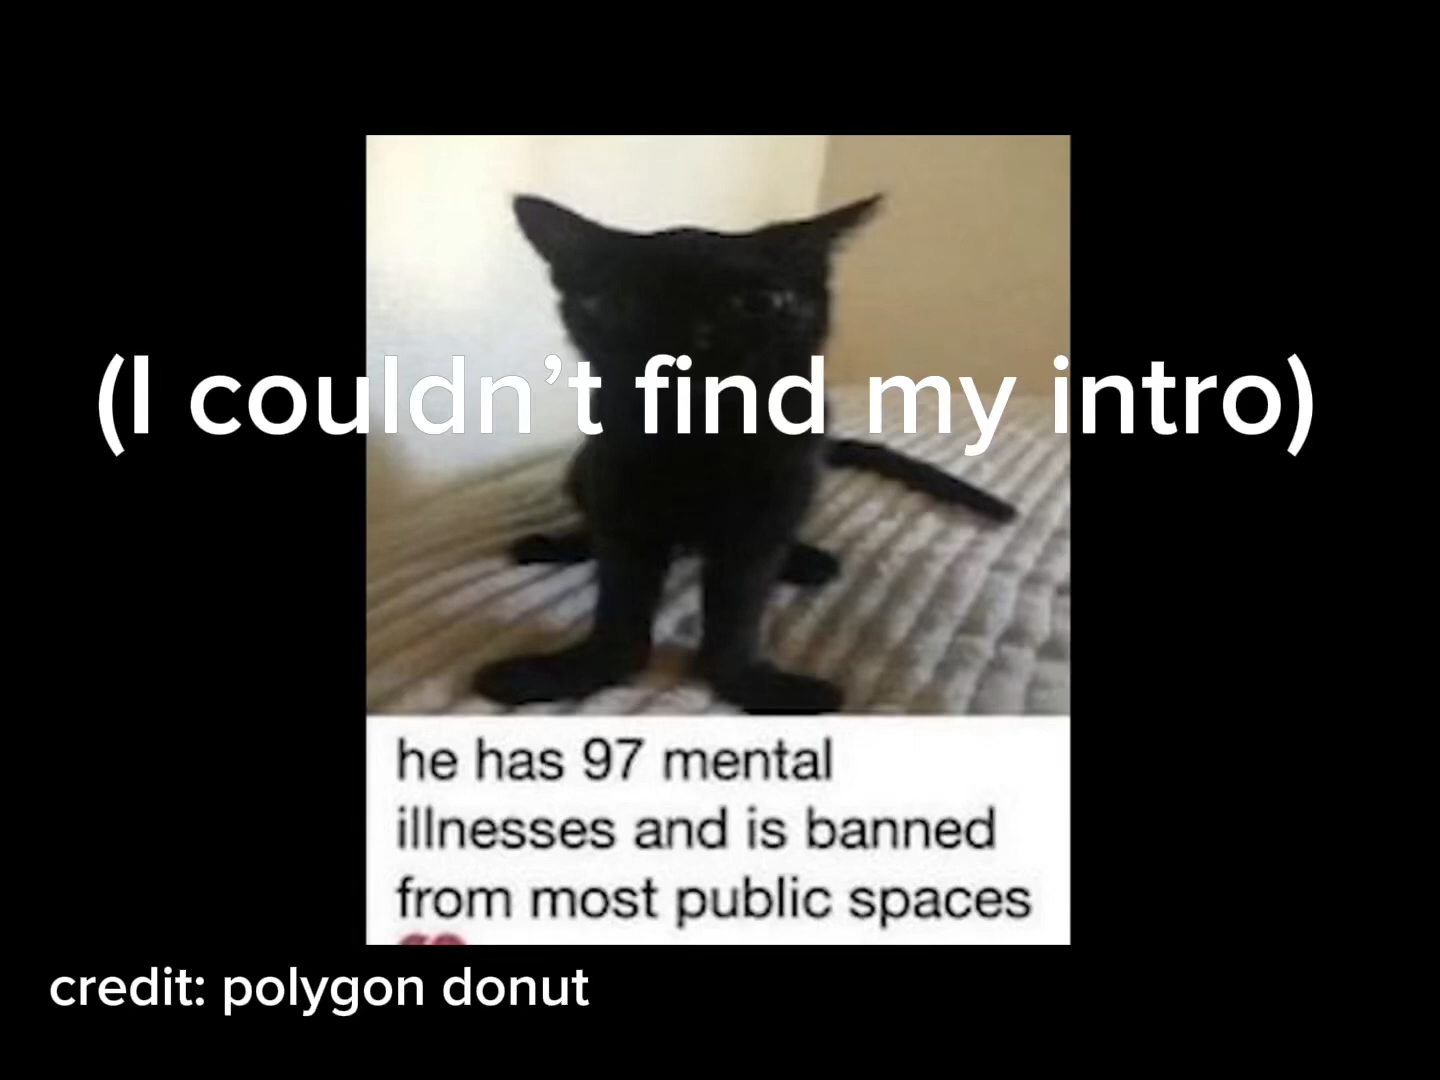 (I couldn’t find my intro)
he has 97 mental
illnesses and is banned
from most public spaces
credit: polygon donut